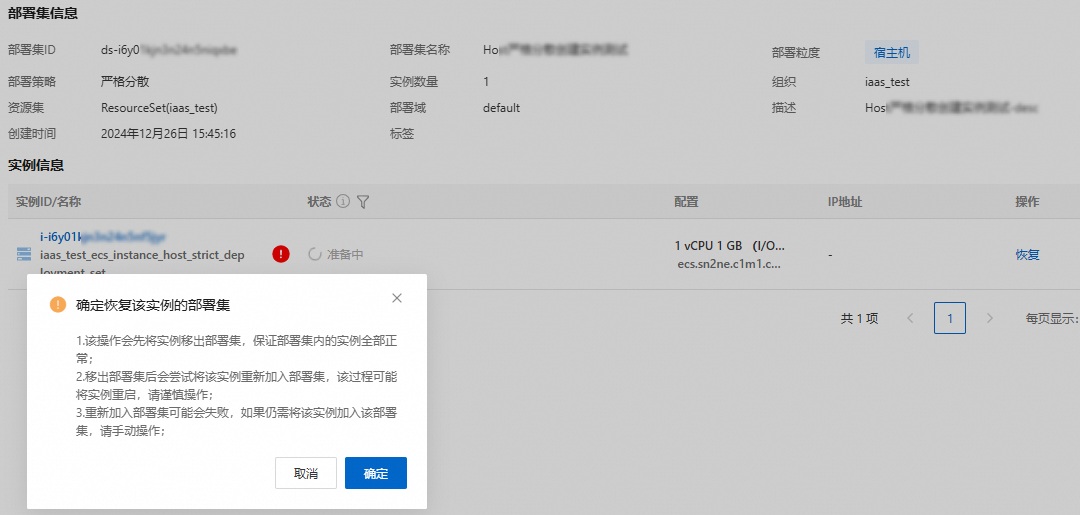 部署集信息
部署集ID ds-i6y0 部署集名称 Ho 部署粒度 宿主机
部署策略 严格分散 实例数量 1 组织 iaas_test
资源集 ResourceSet(iaas_test) 部署域 default 描述 Host
创建时间 2024年12月26日 15:45:16 标签
实例信息
实例ID/名称 状态 配置 IP地址 操作
i-i6y01k
iaas_test_ecs_instance_host_strict_dep
loyment_set
准备中
1 vCPU 1 GB （I/O...
ecs.sn2ne.c1m1.c...
-
恢复
确定恢复该实例的部署集
1.该操作会先将实例移出部署集，保证部署集内的实例全部正
常；
2.移出部署集后会尝试将该实例重新加入部署集，该过程可能
将实例重启，请谨慎操作；
3.重新加入部署集可能会失败，如果仍需将该实例加入该部署
集，请手动操作；
取消 确定
共 1 项 1 每页显示：